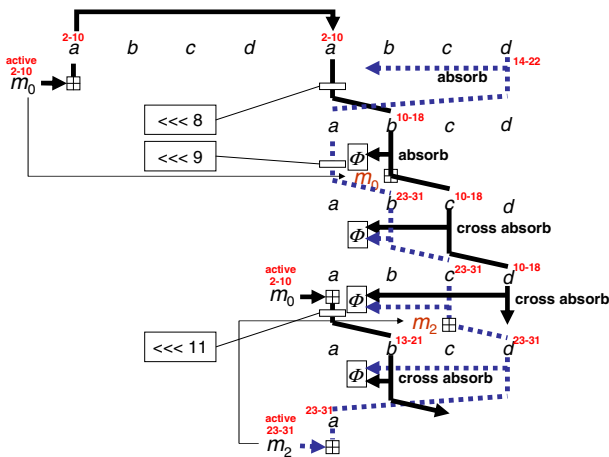 2-10 2-10
active
2-10
a b c d a b c d
14-22
absorb
m0
<<< 8
10-18
a b c d
<<< 9
Φ absorb
m0
23-31 10-18
a b c d
Φ cross absorb
active
2-10
23-31 10-18
a b c d
m0
Φ cross absorb
m2
<<< 11
13-21 23-31
a b c d
Φ cross absorb
active
23-31
23-31
a
m2